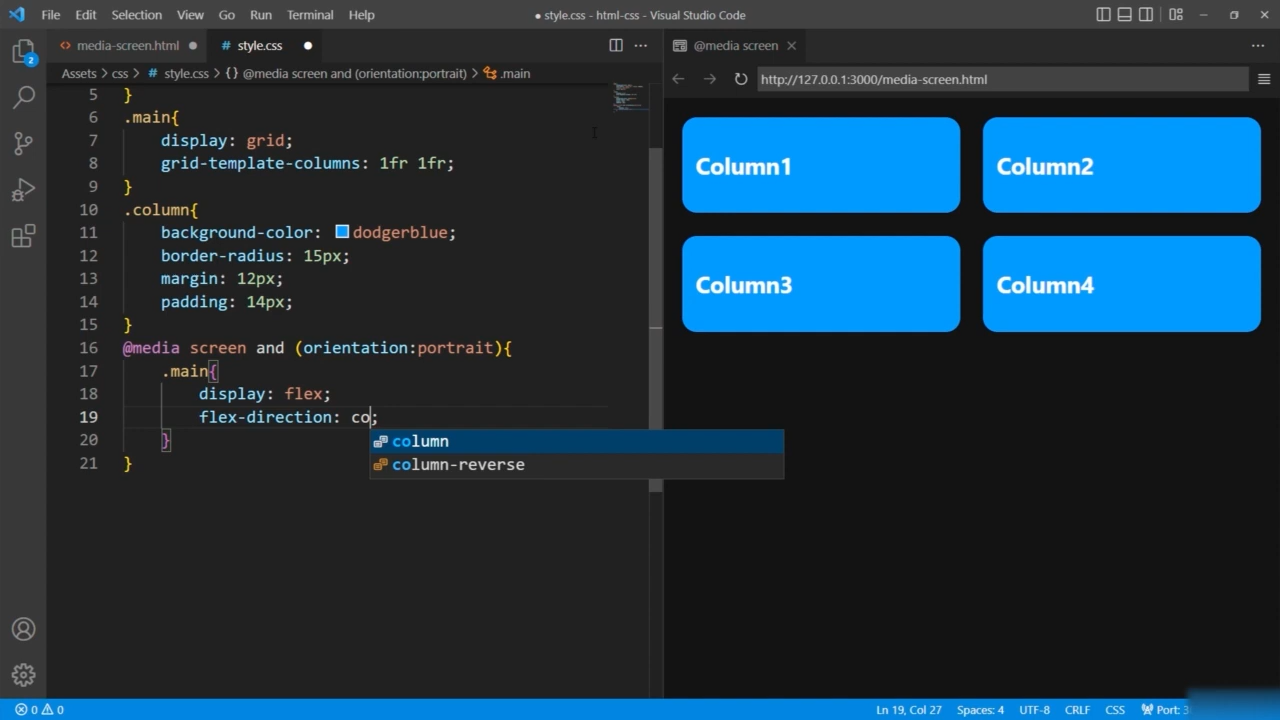 File Edit Selection View Go Run Terminal Help
● style.css - html-css - Visual Studio Code
media-screen.html
# style.css
@media screen
2
Assets > css > # style.css > {} @media screen and (orientation:portrait) > .main
http://127.0.0.1:3000/media-screen.html
5 }
6 .main{
7 display: grid;
8 grid-template-columns: 1fr 1fr;
9 }
10 .column{
11 background-color: dodgerblue;
12 border-radius: 15px;
13 margin: 12px;
14 padding: 14px;
15 }
16 @media screen and (orientation:portrait){
17 .main{
18 display: flex;
19 flex-direction: co;
20 }
21 }
column
column-reverse
Column1
Column2
Column3
Column4
0 0
Ln 19, Col 27 Spaces: 4 UTF-8 CRLF CSS Port: